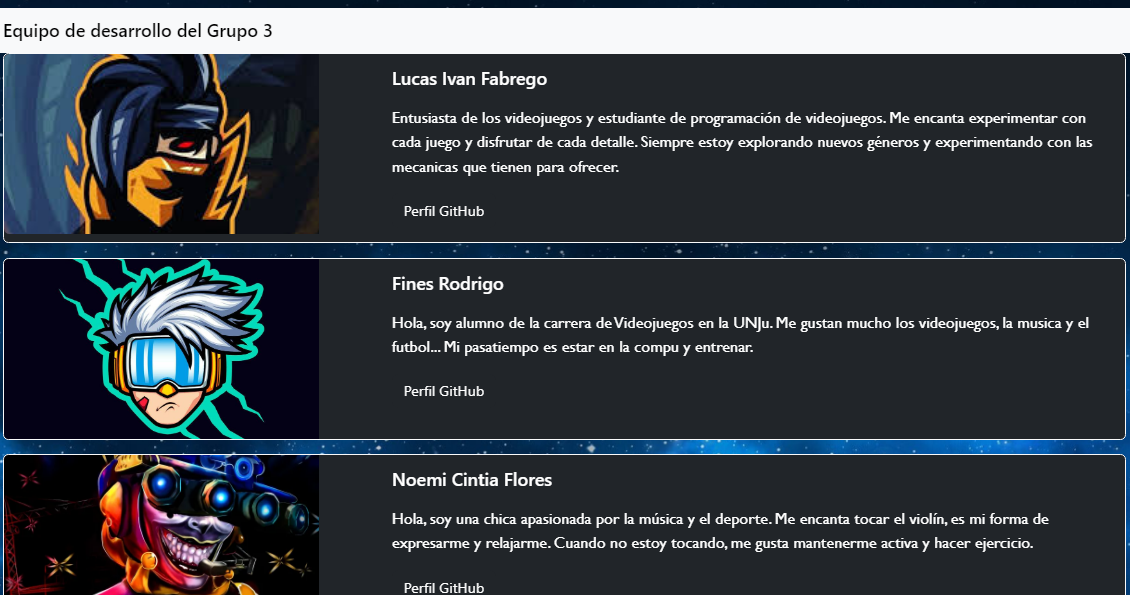 Equipo de desarrollo del Grupo 3
Lucas Ivan Fabrego
Entusiasta de los videojuegos y estudiante de programación de videojuegos. Me encanta experimentar con
cada juego y disfrutar de cada detalle. Siempre estoy explorando nuevos géneros y experimentando con las
mecanicas que tienen para ofrecer.
Perfil GitHub
Fines Rodrigo
Hola, soy alumno de la carrera de Videojuegos en la UNJu. Me gustan mucho los videojuegos, la musica y el
futbol... Mi pasatiempo es estar en la compu y entrenar.
Perfil GitHub
Noemi Cintia Flores
Hola, soy una chica apasionada por la música y el deporte. Me encanta tocar el violín, es mi forma de
expresarme y relajarme. Cuando no estoy tocando, me gusta mantenerme activa y hacer ejercicio.
Perfil GitHub